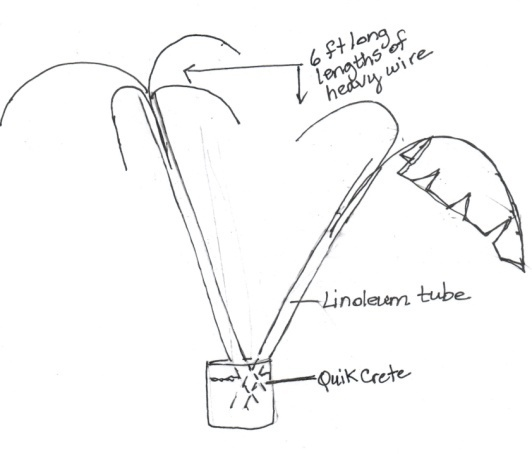 6 ft long
lengths of
heavy wire
Linoleum tube
QuiKCrete